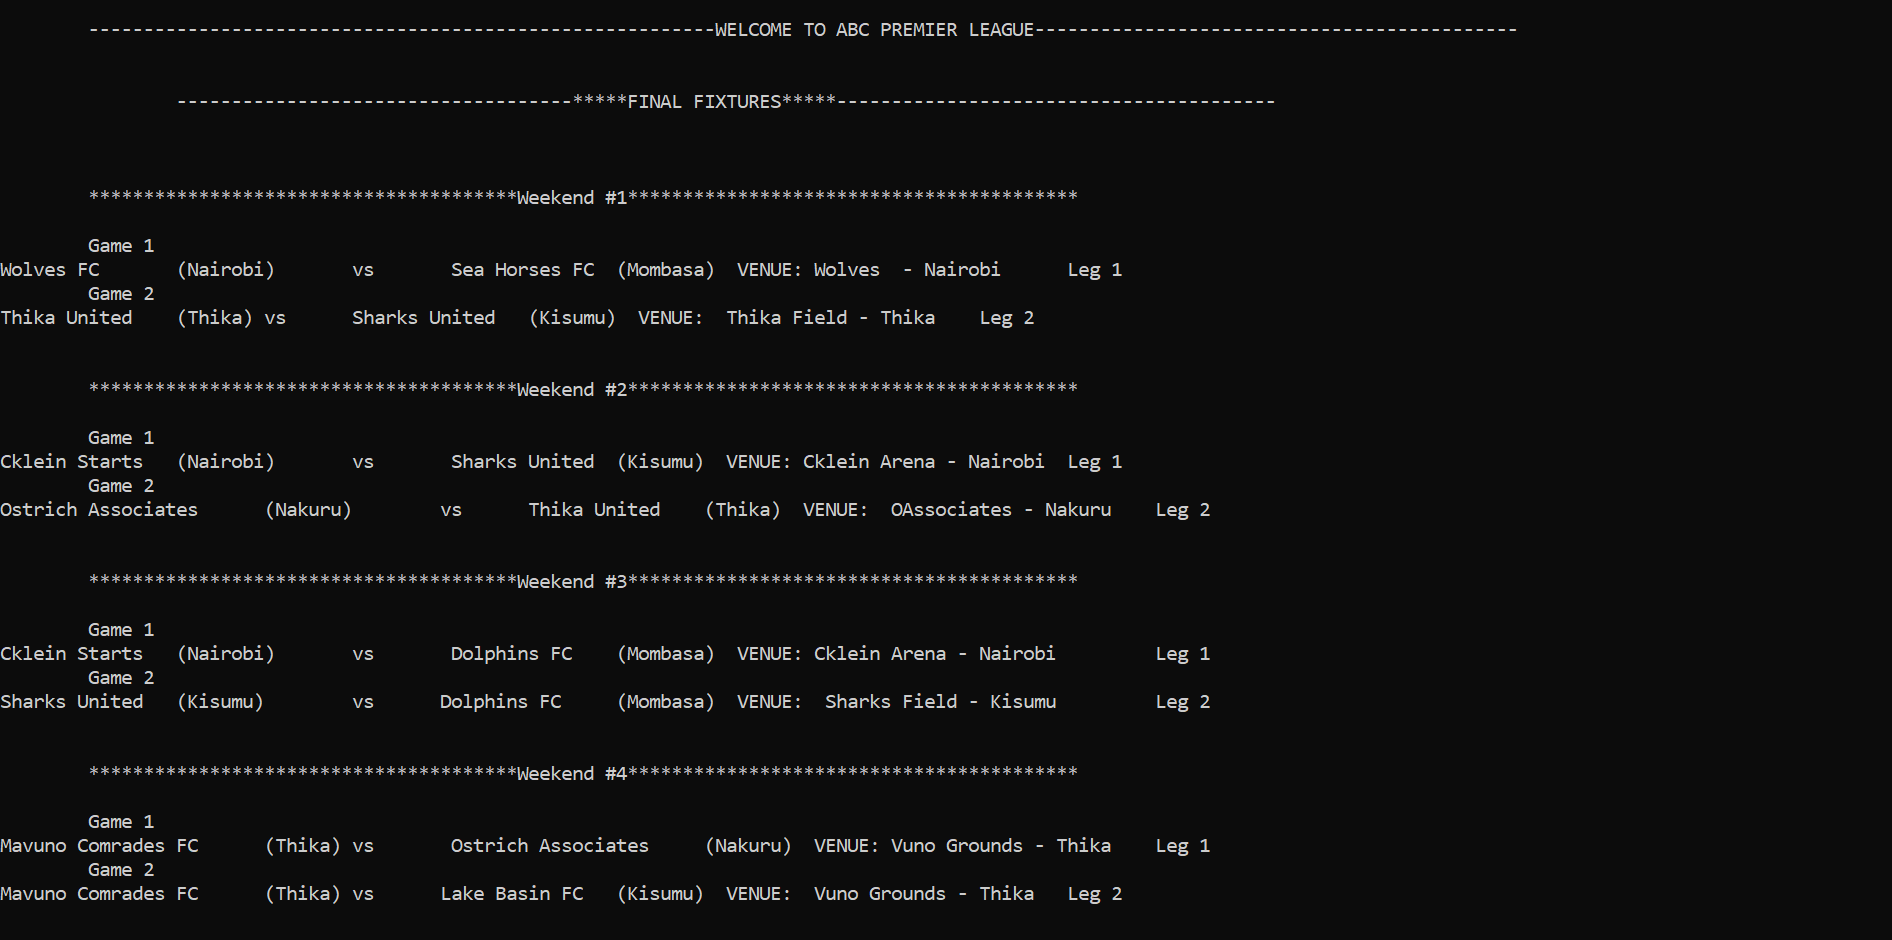 ---------------------------------------------------------WELCOME TO ABC PREMIER LEAGUE--------------------------------------------
------------------------------------*****FINAL FIXTURES*****----------------------------------------
***************************************Weekend #1*****************************************
Game 1
Wolves FC (Nairobi) vs Sea Horses FC (Mombasa) VENUE: Wolves - Nairobi Leg 1
Game 2
Thika United (Thika) vs Sharks United (Kisumu) VENUE: Thika Field - Thika Leg 2
***************************************Weekend #2*****************************************
Game 1
Cklein Starts (Nairobi) vs Sharks United (Kisumu) VENUE: Cklein Arena - Nairobi Leg 1
Game 2
Ostrich Associates (Nakuru) vs Thika United (Thika) VENUE: OAssociates - Nakuru Leg 2
***************************************Weekend #3*****************************************
Game 1
Cklein Starts (Nairobi) vs Dolphins FC (Mombasa) VENUE: Cklein Arena - Nairobi Leg 1
Game 2
Sharks United (Kisumu) vs Dolphins FC (Mombasa) VENUE: Sharks Field - Kisumu Leg 2
***************************************Weekend #4*****************************************
Game 1
Mavuno Comrades FC (Thika) vs Ostrich Associates (Nakuru) VENUE: Vuno Grounds - Thika Leg 1
Game 2
Mavuno Comrades FC (Thika) vs Lake Basin FC (Kisumu) VENUE: Vuno Grounds - Thika Leg 2